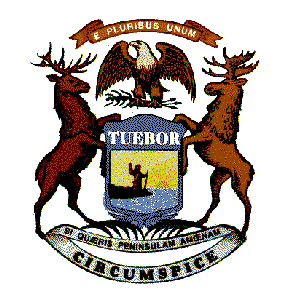 E PLURIBUS UNUM
TUEBOR
SI QUÆRIS PENINSULAM AMŒNAM
CIRCUMSPICE